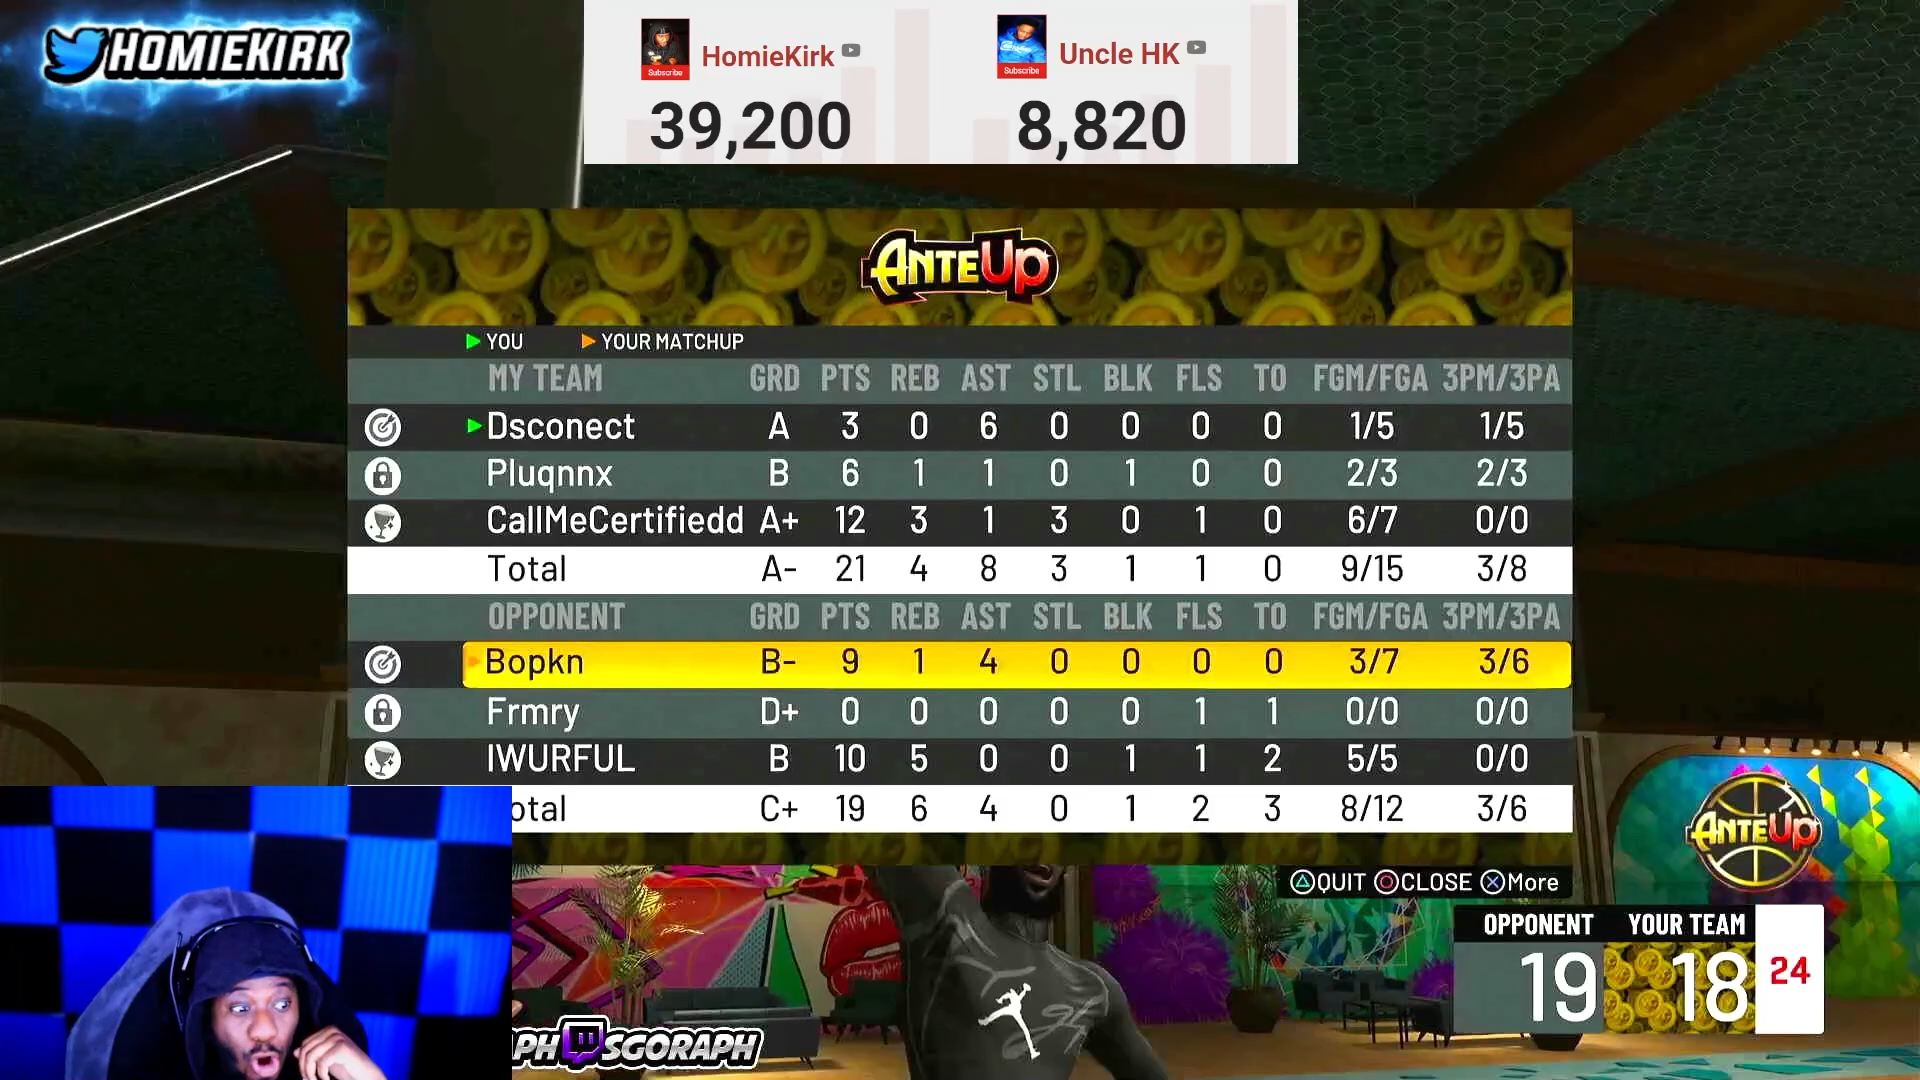 HOMIEKIRK
HomieKirk
Subscribe
39,200
Uncle HK
Subscribe
8,820
ANTE UP
YOU YOUR MATCHUP
MY TEAM GRD PTS REB AST STL BLK FLS TO FGM/FGA 3PM/3PA
Dsconect A 3 0 6 0 0 0 0 1/5 1/5
Pluqnnx B 6 1 1 0 1 0 0 2/3 2/3
CallMeCertifiedd A+ 12 3 1 3 0 1 0 6/7 0/0
Total A- 21 4 8 3 1 1 0 9/15 3/8
OPPONENT GRD PTS REB AST STL BLK FLS TO FGM/FGA 3PM/3PA
Bopkn B- 9 1 4 0 0 0 0 3/7 3/6
Frmry D+ 0 0 0 0 0 1 1 0/0 0/0
IWURFUL B 10 5 0 0 1 1 2 5/5 0/0
otal C+ 19 6 4 0 1 2 3 8/12 3/6
QUIT CLOSE More
ANTE UP
OPPONENT YOUR TEAM
19 18 24
PH SGORAPH